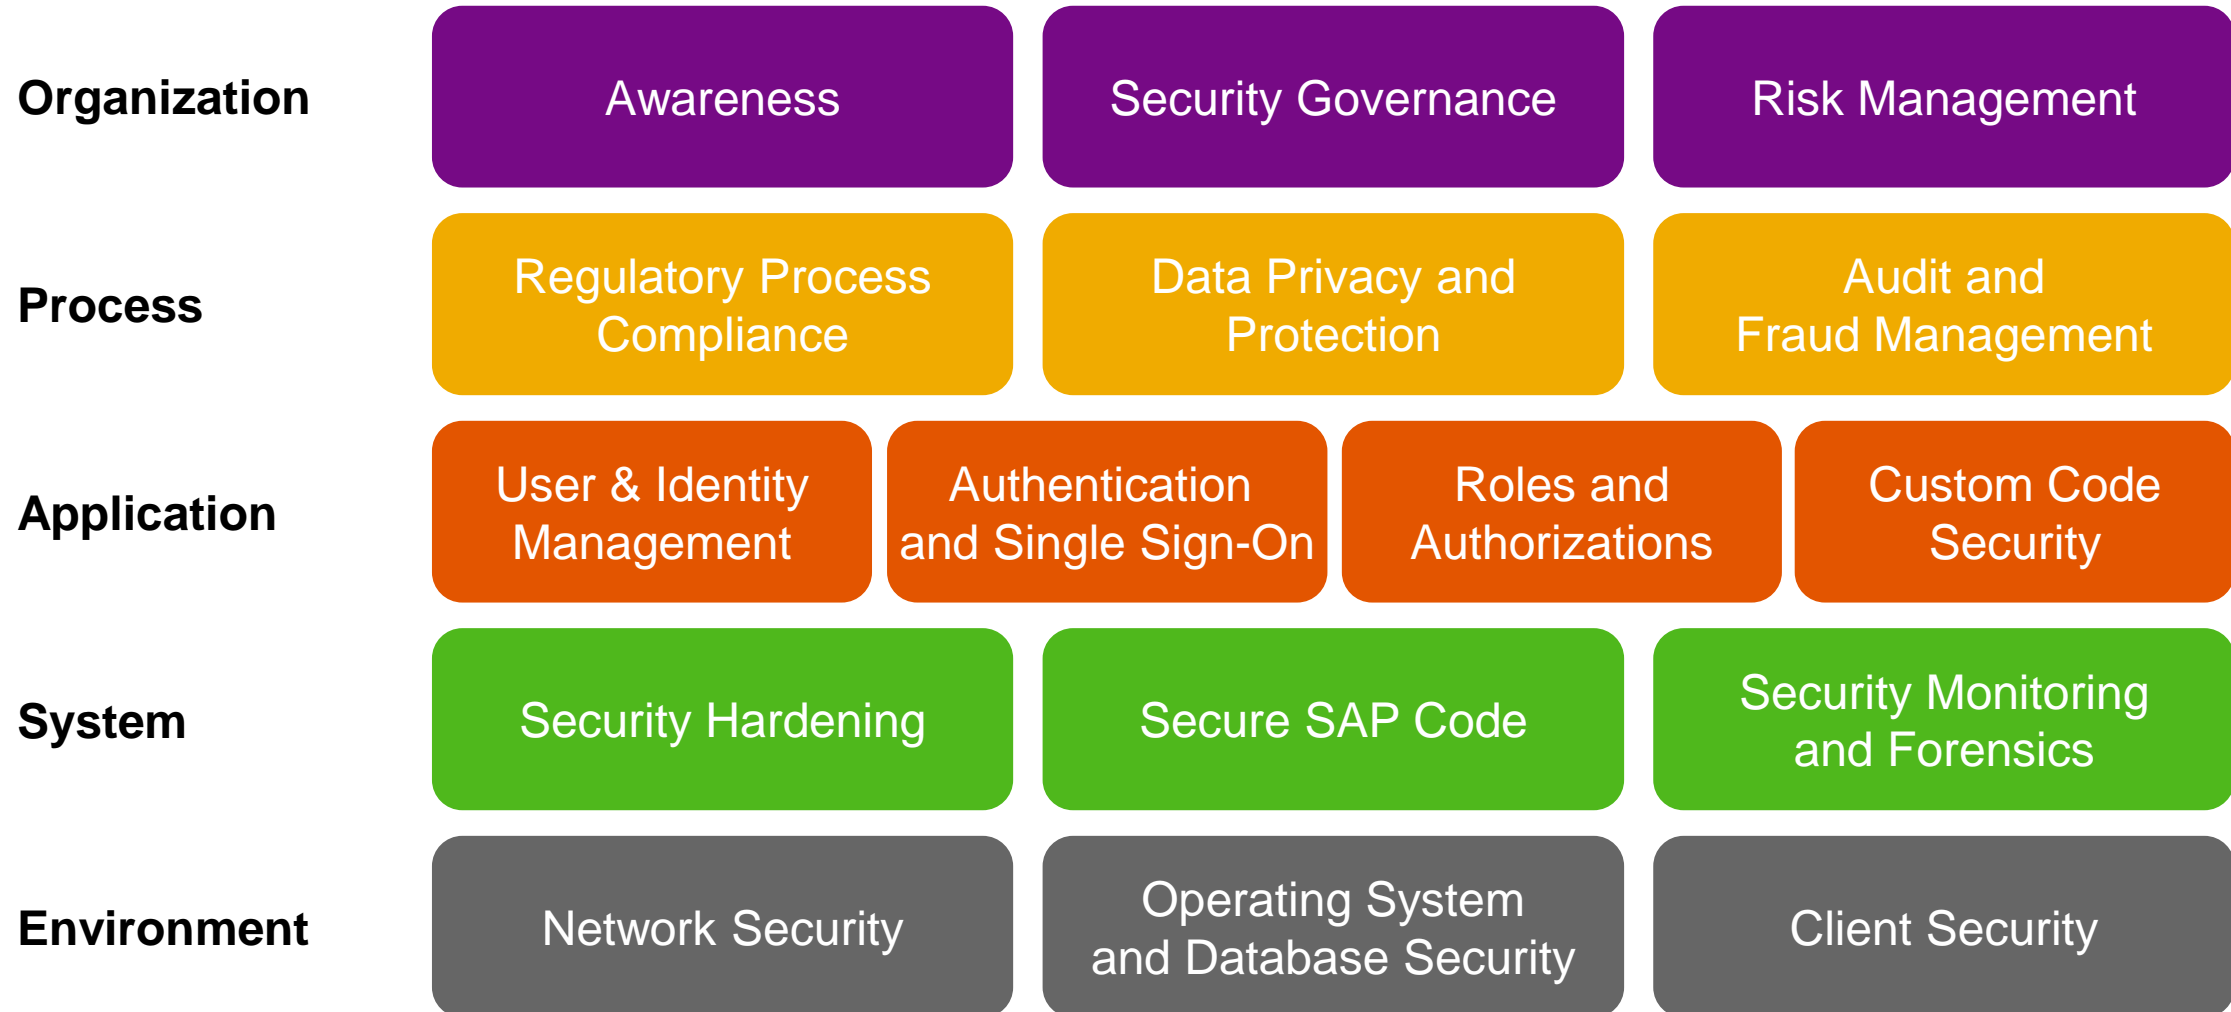 Organization
Awareness
Security Governance
Risk Management
Process
Regulatory Process
Compliance
Data Privacy and
Protection
Audit and
Fraud Management
Application
User & Identity
Management
Authentication
and Single Sign-On
Roles and
Authorizations
Custom Code
Security
System
Security Hardening
Secure SAP Code
Security Monitoring
and Forensics
Environment
Network Security
Operating System
and Database Security
Client Security